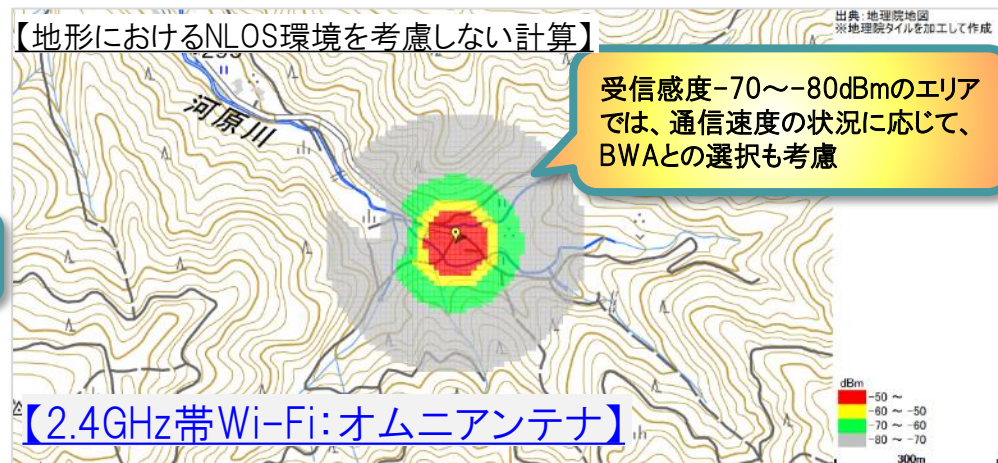 【地形におけるNLOS環境を考慮しない計算】
出典:地理院地図
※地理院タイルを加工して作成
受信感度-70～-80dBmのエリア
では、通信速度の状況に応じて、
BWAとの選択も考慮
河原川
【2.4GHz帯Wi-Fi:オムニアンテナ】
dBm
-50 ～
-60 ～ -50
-70 ～ -60
-80 ～ -70
300m